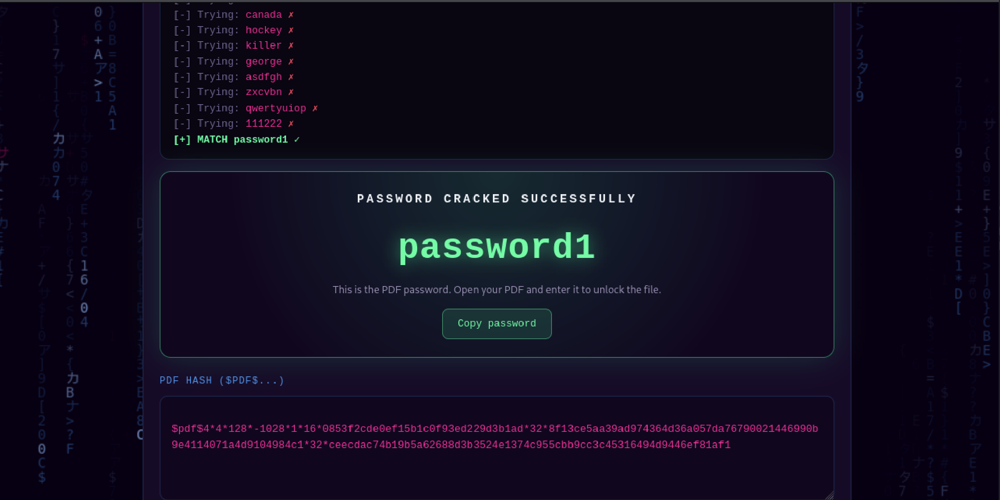 [-] Trying: canada ✗
[-] Trying: hockey ✗
[-] Trying: killer ✗
[-] Trying: george ✗
[-] Trying: asdfgh ✗
[-] Trying: zxcvbn ✗
[-] Trying: qwertyuiop ✗
[-] Trying: 111222 ✗
[+] MATCH password1 ✓
PASSWORD CRACKED SUCCESSFULLY
password1
This is the PDF password. Open your PDF and enter it to unlock the file.
Copy password
PDF HASH ($PDF$...)
$pdf$4*4*128*-1028*1*16*0853f2cde0ef15b1c0f93ed229d3b1ad*32*8f13ce5aa39ad974364d36a057da76790021446990b
9e4114071a4d9104984c1*32*ceecdac74b19b5a62688d3b3524e1374c955cbb9cc3c45316494d9446ef81af1